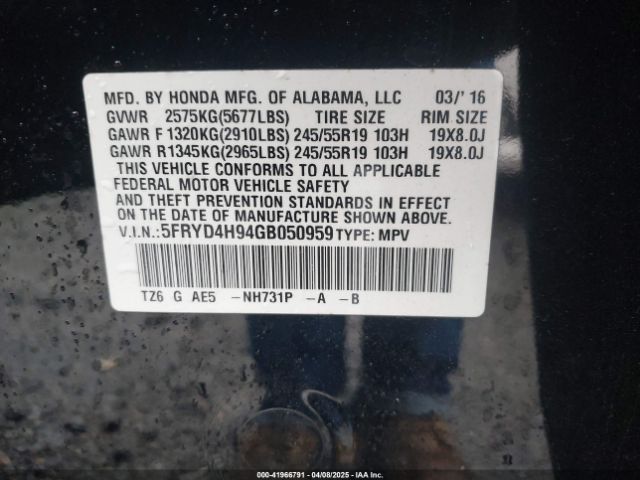 MFD. BY HONDA MFG. OF ALABAMA, LLC 03/' 16
GVWR 2575KG(5677LBS) TIRE SIZE RIM SIZE
GAWR F 1320KG(2910LBS) 245/55R19 103H 19X8.0J
GAWR R 1345KG(2965LBS) 245/55R19 103H 19X8.0J
THIS VEHICLE CONFORMS TO ALL APPLICABLE
FEDERAL MOTOR VEHICLE SAFETY
AND THEFT PREVENTION STANDARDS IN EFFECT
ON THE DATE OF MANUFACTURE SHOWN ABOVE.
V.I.N.:5FRYD4H94GB050959 TYPE: MPV
TZ6 G AE5 -NH731P -A -B
000-41966791 04/08/2025 IAAI/IAA, LLC.